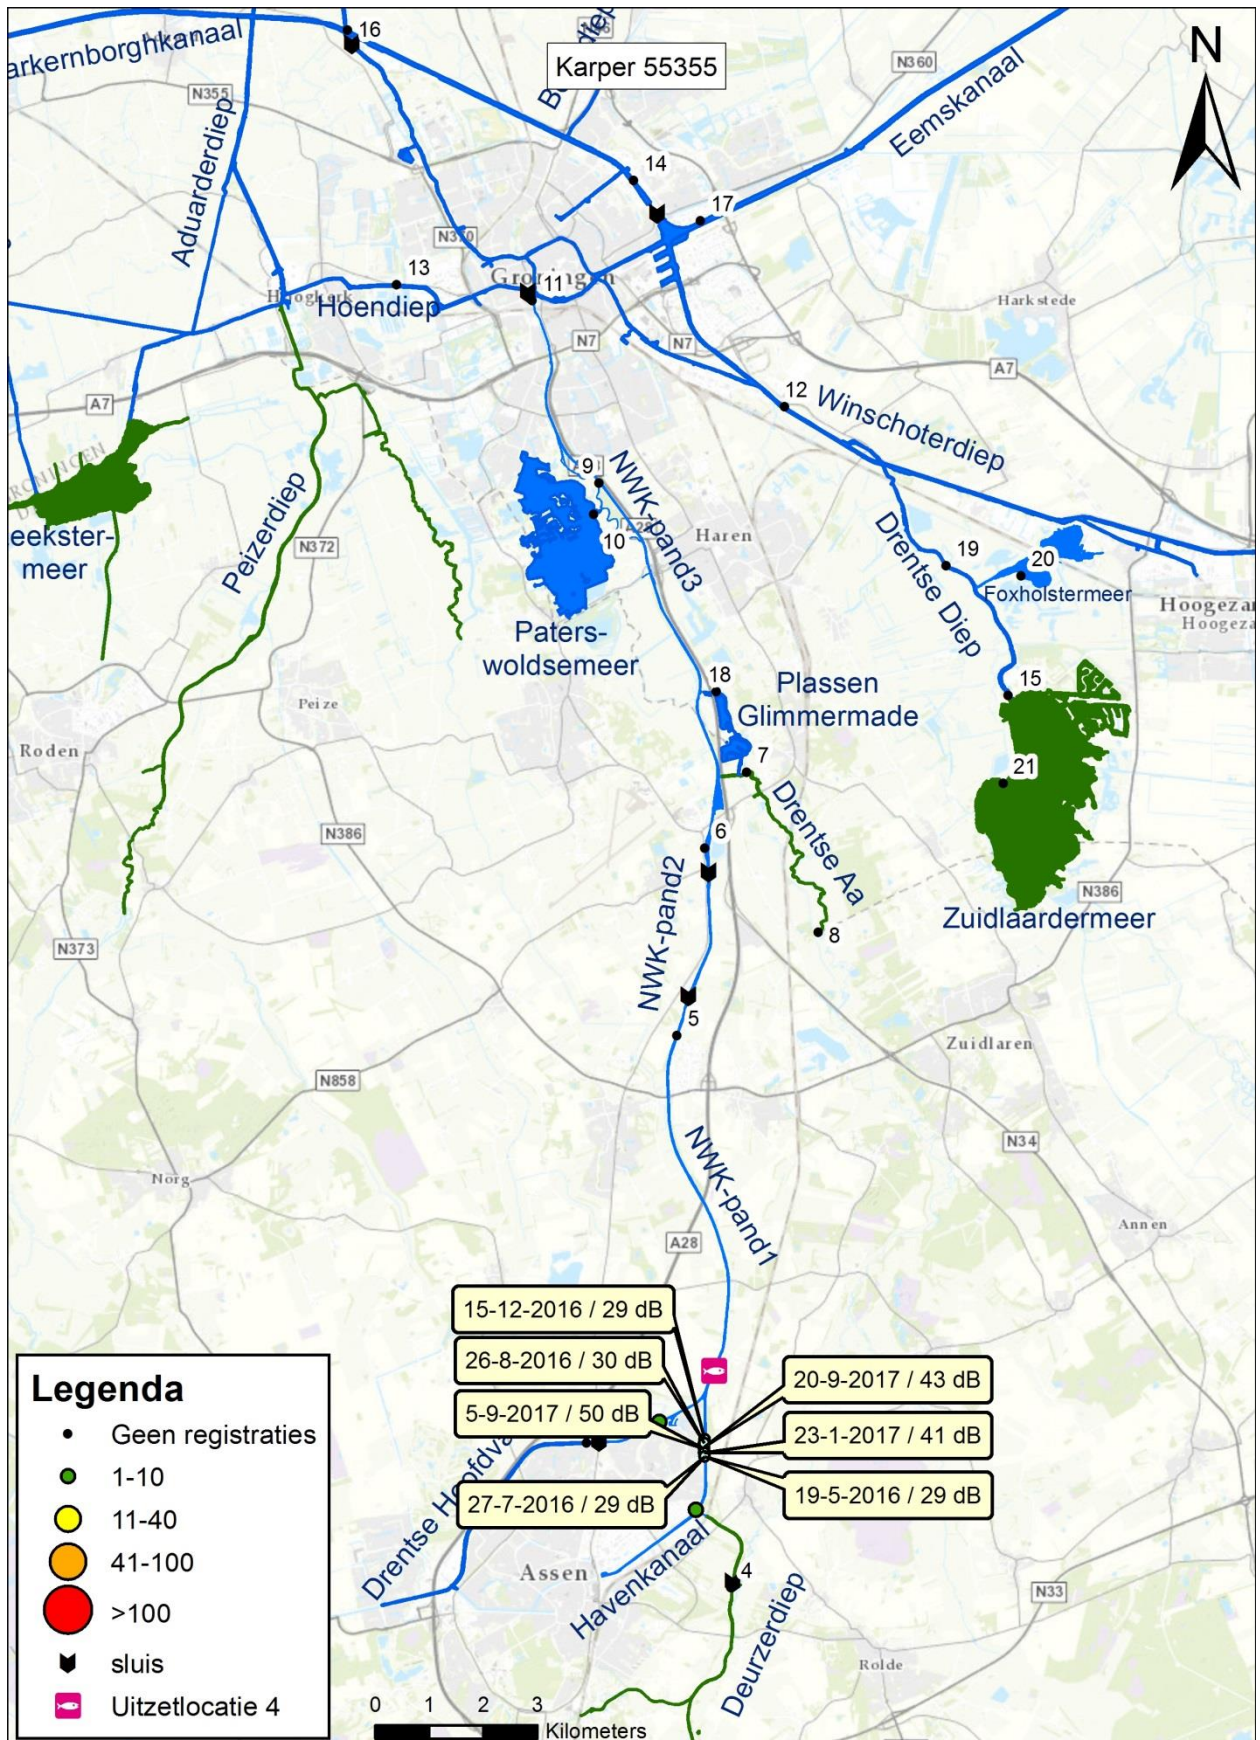 arkernborghkanaal
16
Karper 55355
N360
N
N355
Eemskanaal
Aduarderdiep
14
17
N370
13
Groningen
11
Hoogkerk
Hoendiep
Harkstede
N7
N7
A7
A7
12
Winschoterdiep
9
NWK-pand3
A28
10
Haren
Peizerdiep
eekster-
meer
N372
Drentse Diep
19
20
Foxholstermeer
Hoogezan
Hoogeza
Paters-
woldsemeer
18
Plassen
Glimmermade
15
Peize
Roden
7
21
Drentse Aa
N386
6
NWK-pand2
N386
Zuidlaardermeer
8
N373
5
Zuidlaren
N858
NWK-pand1
N34
Norg
Annen
A28
15-12-2016 / 29 dB
26-8-2016 / 30 dB
20-9-2017 / 43 dB
5-9-2017 / 50 dB
23-1-2017 / 41 dB
27-7-2016 / 29 dB
19-5-2016 / 29 dB
Drentse Hoofdva
Assen
Havenkanaal
4
Deurzerdiep
N33
Rolde
Legenda
Geen registraties
1-10
11-40
41-100
>100
sluis
Uitzetlocatie 4
0 1 2 3
Kilometers